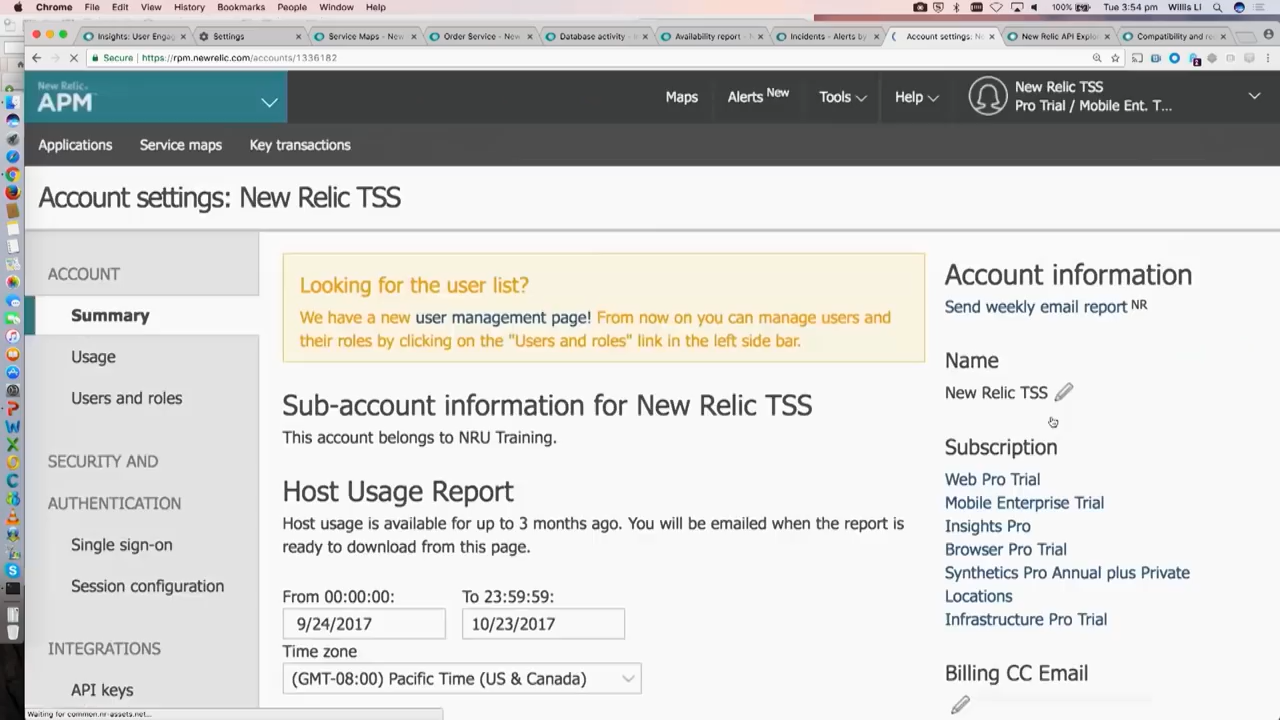 Chrome File Edit View History Bookmarks People Window Help 100% Tue 3:54 pm Willis LI
Insights: User Enga Settings Service Maps - New Order Service - New Database activity - Availability report - N Incidents - Alerts by Account settings: Ne New Relic API Explor Compatibility and re
Secure https://rpm.newrelic.com/accounts/1336182
New Relic
APM
Maps
Alerts New
Tools
Help
New Relic TSS
Pro Trial / Mobile Ent. T...
Applications
Service maps
Key transactions
Account settings: New Relic TSS
ACCOUNT
Summary
Usage
Users and roles
SECURITY AND
AUTHENTICATION
Single sign-on
Session configuration
INTEGRATIONS
API keys
Looking for the user list?
We have a new user management page! From now on you can manage users and
their roles by clicking on the "Users and roles" link in the left side bar.
Sub-account information for New Relic TSS
This account belongs to NRU Training.
Host Usage Report
Host usage is available for up to 3 months ago. You will be emailed when the report is
ready to download from this page.
From 00:00:00:
To 23:59:59:
9/24/2017
10/23/2017
Time zone
(GMT-08:00) Pacific Time (US & Canada)
Account information
Send weekly email report NR
Name
New Relic TSS
Subscription
Web Pro Trial
Mobile Enterprise Trial
Insights Pro
Browser Pro Trial
Synthetics Pro Annual plus Private
Locations
Infrastructure Pro Trial
Billing CC Email
Waiting for common.nr-assets.net...